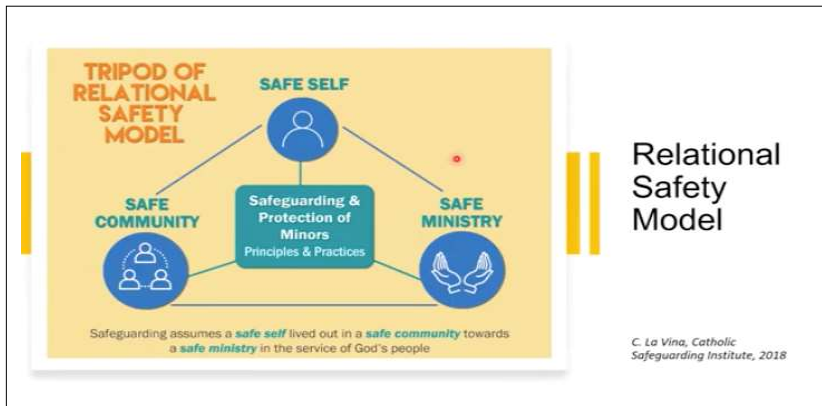 TRIPOD OF
RELATIONAL
SAFETY
MODEL
SAFE SELF
SAFE
COMMUNITY
Safeguarding &
Protection of
Minors
Principles & Practices
SAFE
MINISTRY
Safeguarding assumes a safe self lived out in a safe community towards
a safe ministry in the service of God's people
Relational
Safety
Model
C. La Vina, Catholic
Safeguarding Institute, 2018